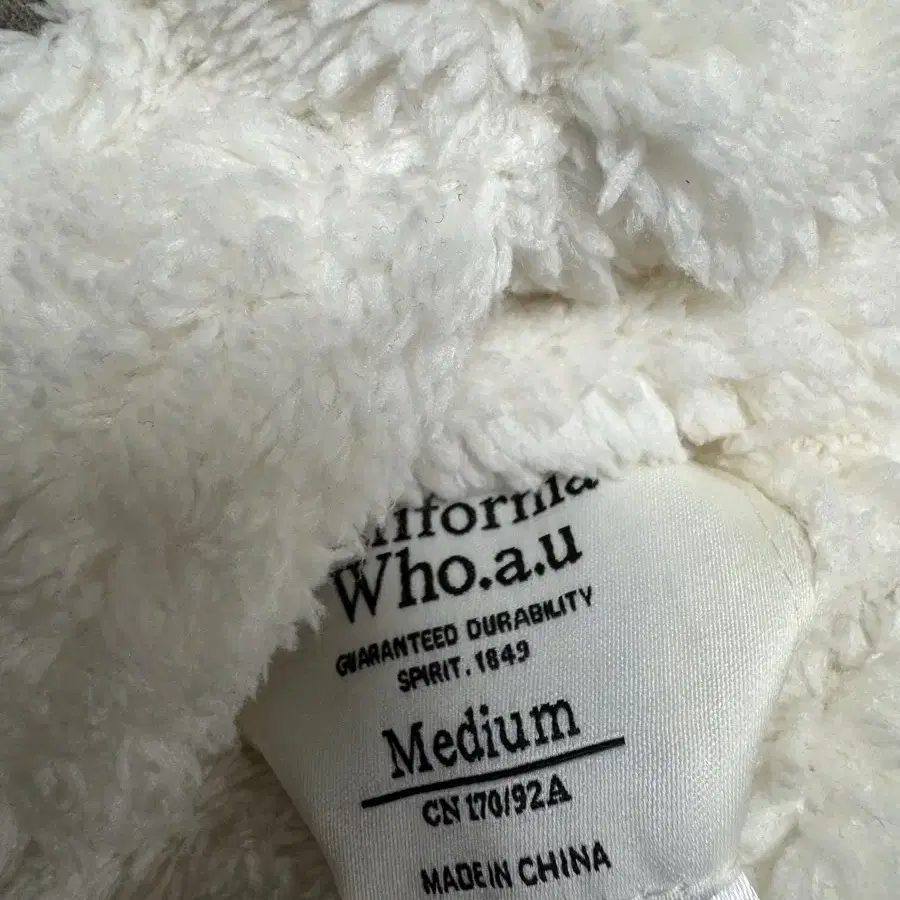 Who.a.u
GUARANTEED DURABILITY
SPIRIT.1849
Medium
CN 170/92A
MADE IN CHINA